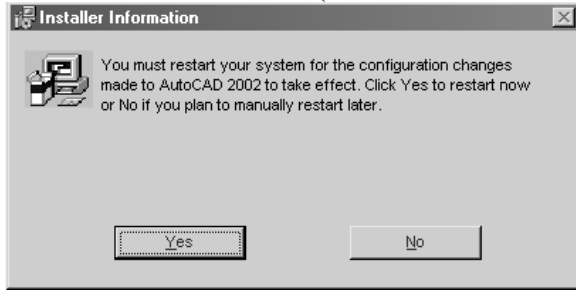 Installer Information
You must restart your system for the configuration changes
made to AutoCAD 2002 to take effect. Click Yes to restart now
or No if you plan to manually restart later.
Yes
No